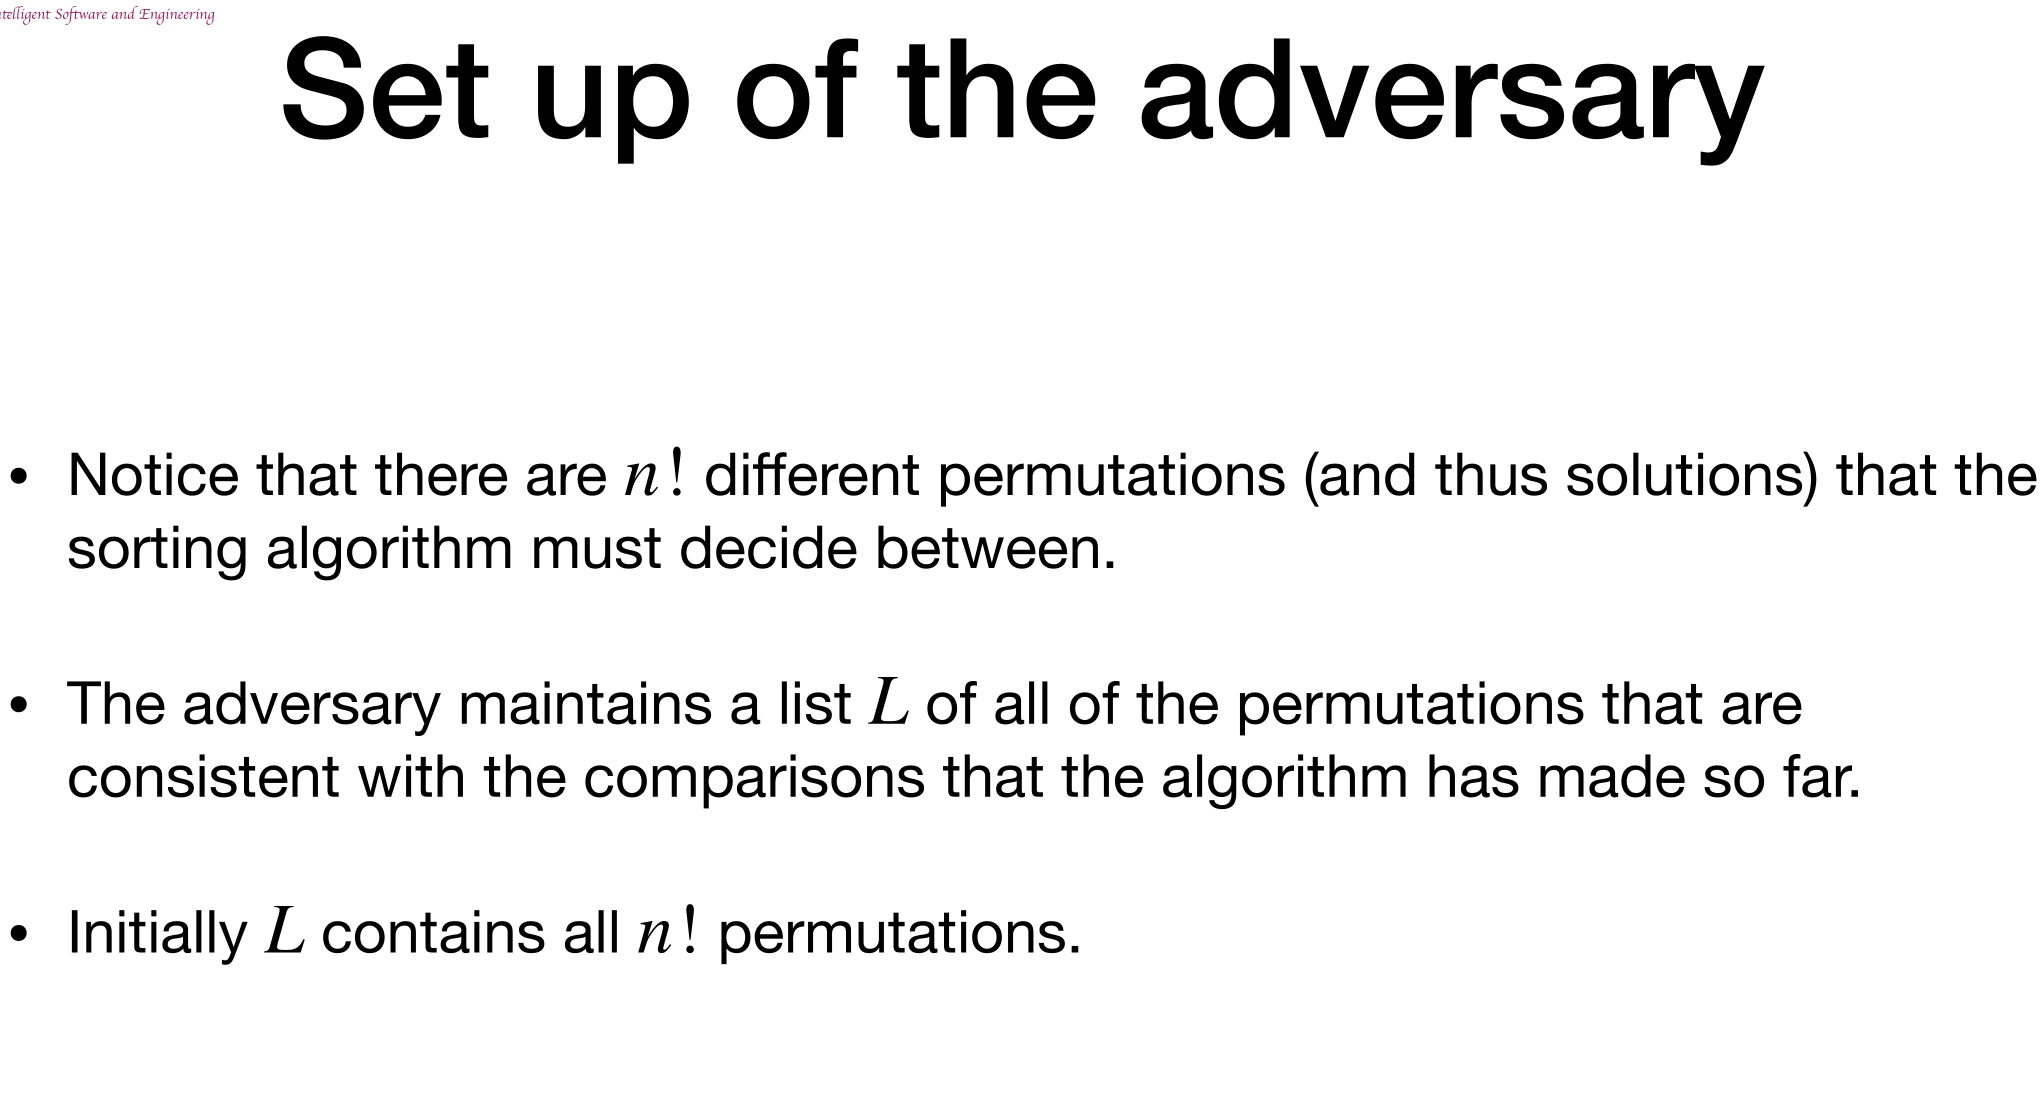 telligent Software and Engineering
Set up of the adversary
• Notice that there are n! different permutations (and thus solutions) that the
sorting algorithm must decide between.
• The adversary maintains a list L of all of the permutations that are
consistent with the comparisons that the algorithm has made so far.
• Initially L contains all n! permutations.